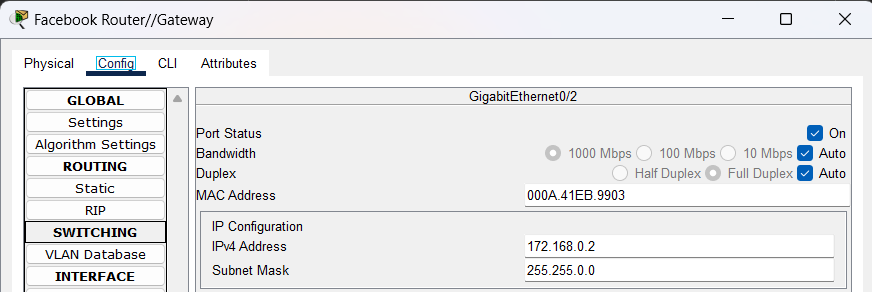 Facebook Router//Gateway
Physical Config CLI Attributes
GLOBAL
Settings
Algorithm Settings
ROUTING
Static
RIP
SWITCHING
VLAN Database
INTERFACE
GigabitEthernet0/2
Port Status On
Bandwidth 1000 Mbps 100 Mbps 10 Mbps Auto
Duplex Half Duplex Full Duplex Auto
MAC Address 000A.41EB.9903
IP Configuration
IPv4 Address 172.168.0.2
Subnet Mask 255.255.0.0